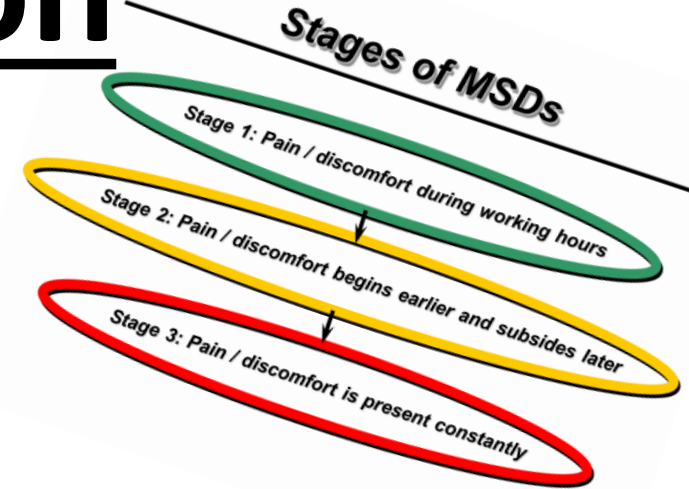 Stages of MSDs
Stage 1: Pain / discomfort during working hours
Stage 2: Pain / discomfort begins earlier and subsides later
Stage 3: Pain / discomfort is present constantly